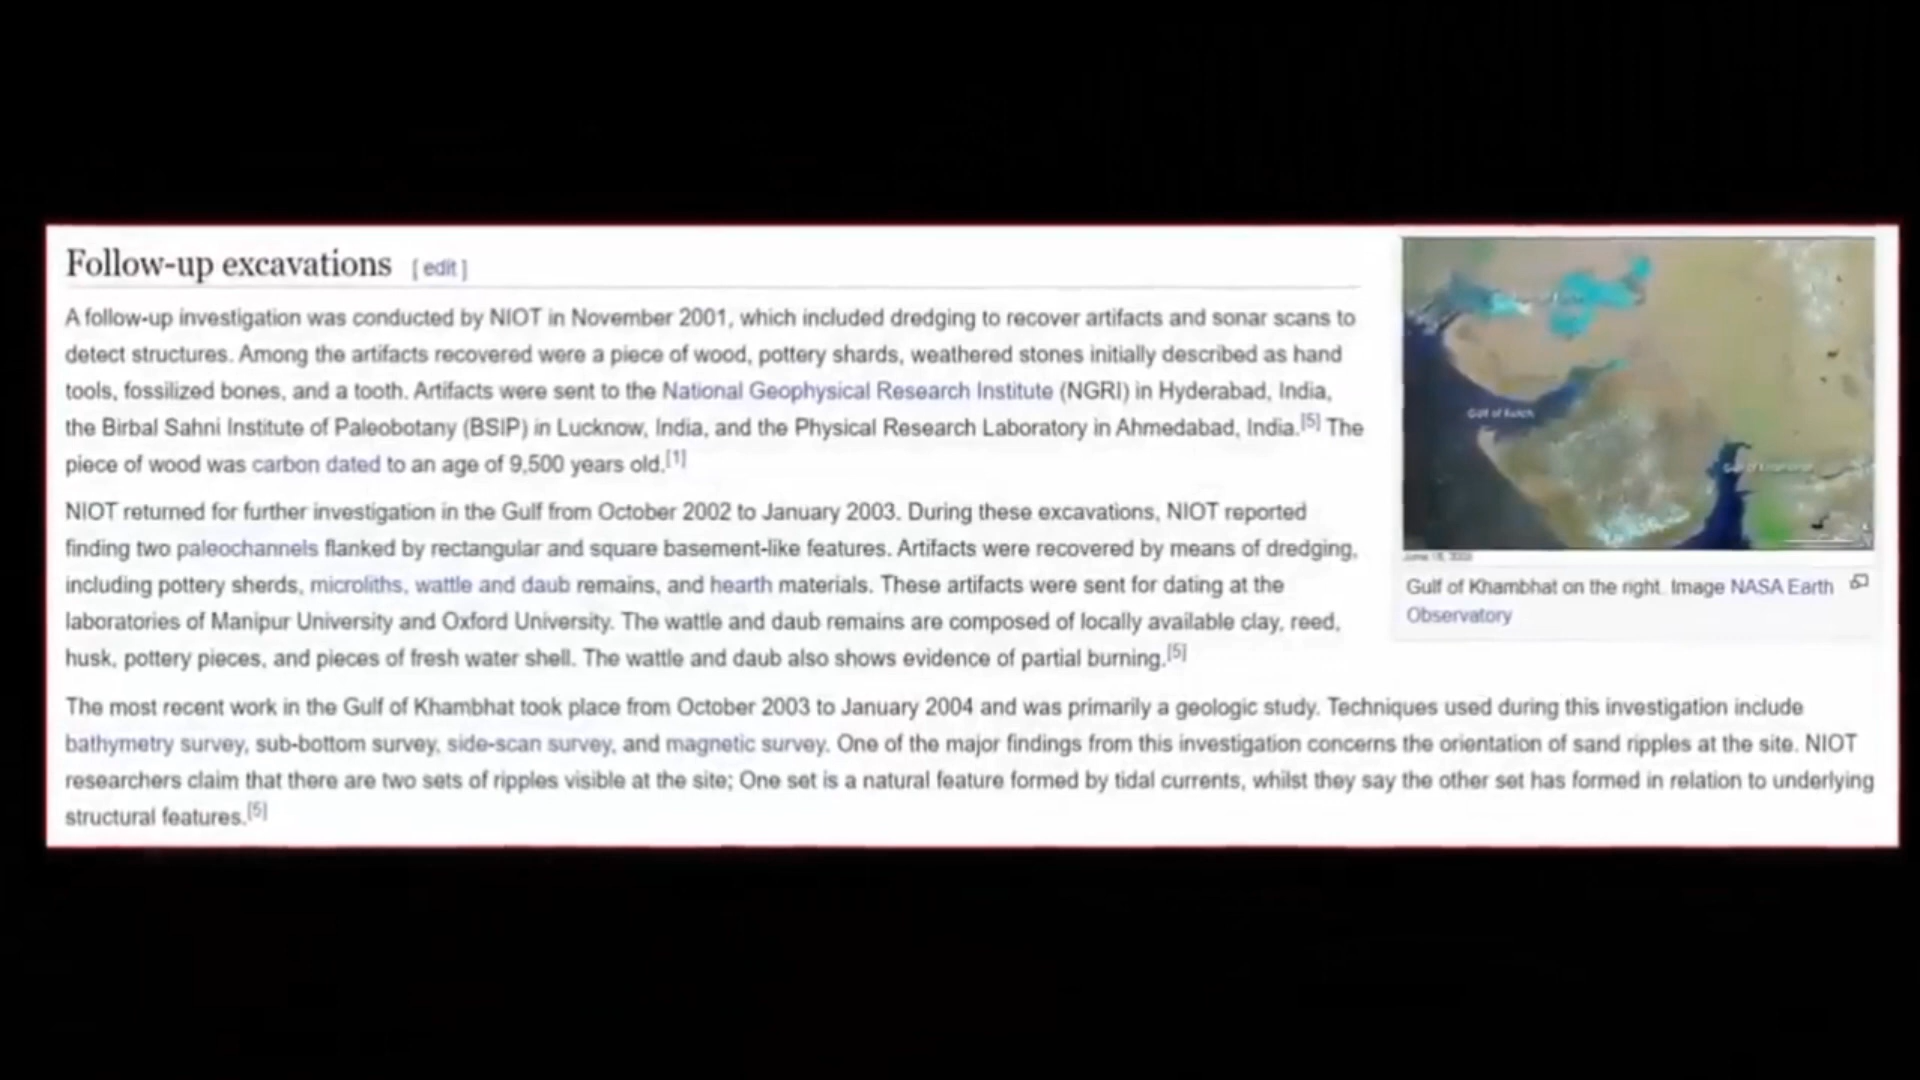 Follow-up excavations [ edit ]
A follow-up investigation was conducted by NIOT in November 2001, which included dredging to recover artifacts and sonar scans to
detect structures. Among the artifacts recovered were a piece of wood, pottery shards, weathered stones initially described as hand
tools, fossilized bones, and a tooth. Artifacts were sent to the National Geophysical Research Institute (NGRI) in Hyderabad, India,
the Birbal Sahni Institute of Paleobotany (BSIP) in Lucknow, India, and the Physical Research Laboratory in Ahmedabad, India.[5] The
piece of wood was carbon dated to an age of 9,500 years old.[1]
NIOT returned for further investigation in the Gulf from October 2002 to January 2003. During these excavations, NIOT reported
finding two paleochannels flanked by rectangular and square basement-like features. Artifacts were recovered by means of dredging,
including pottery sherds, microliths, wattle and daub remains, and hearth materials. These artifacts were sent for dating at the
laboratories of Manipur University and Oxford University. The wattle and daub remains are composed of locally available clay, reed,
husk, pottery pieces, and pieces of fresh water shell. The wattle and daub also shows evidence of partial burning.[5]
The most recent work in the Gulf of Khambhat took place from October 2003 to January 2004 and was primarily a geologic study. Techniques used during this investigation include
bathymetry survey, sub-bottom survey, side-scan survey, and magnetic survey. One of the major findings from this investigation concerns the orientation of sand ripples at the site. NIOT
researchers claim that there are two sets of ripples visible at the site; One set is a natural feature formed by tidal currents, whilst they say the other set has formed in relation to underlying
structural features.[5]
Gulf of Kutch
Gulf of Khambhat on the right. Image NASA Earth
Observatory